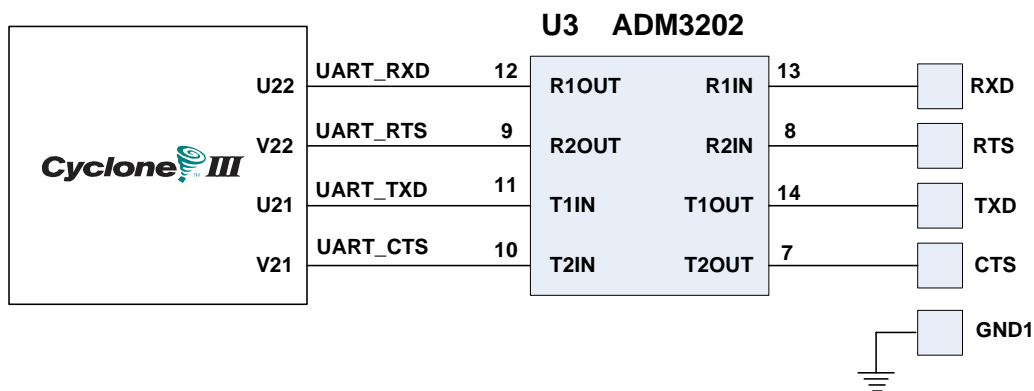 U3 ADM3202
UART_RXD 12 13
U22 R1OUT R1IN RXD
UART_RTS 9 8
V22 R2OUT R2IN RTS
Cyclone III
UART_TXD 11 14
U21 T1IN T1OUT TXD
UART_CTS 10 7
V21 T2IN T2OUT CTS
GND1